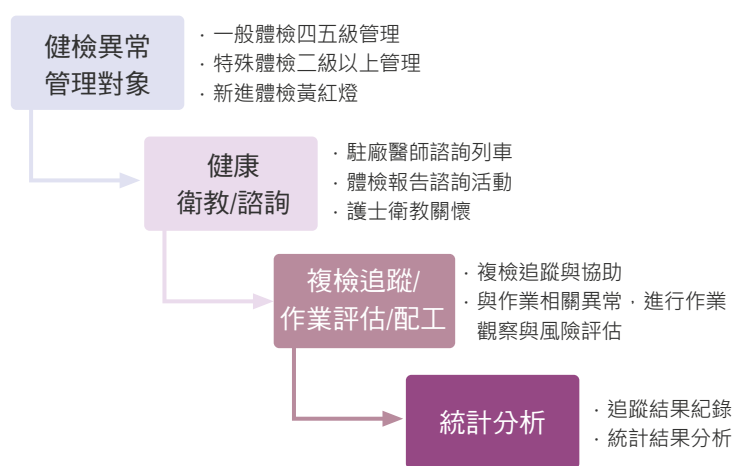 健檢異常
管理對象
· 一般體檢四五級管理
· 特殊體檢二級以上管理
· 新進體檢黃紅燈
健康
衛教/諮詢
· 駐廠醫師諮詢列車
· 體檢報告諮詢活動
· 護士衛教關懷
複檢追蹤/
作業評估/配工
· 複檢追蹤與協助
· 與作業相關異常，進行作業
觀察與風險評估
統計分析
· 追蹤結果紀錄
· 統計結果分析